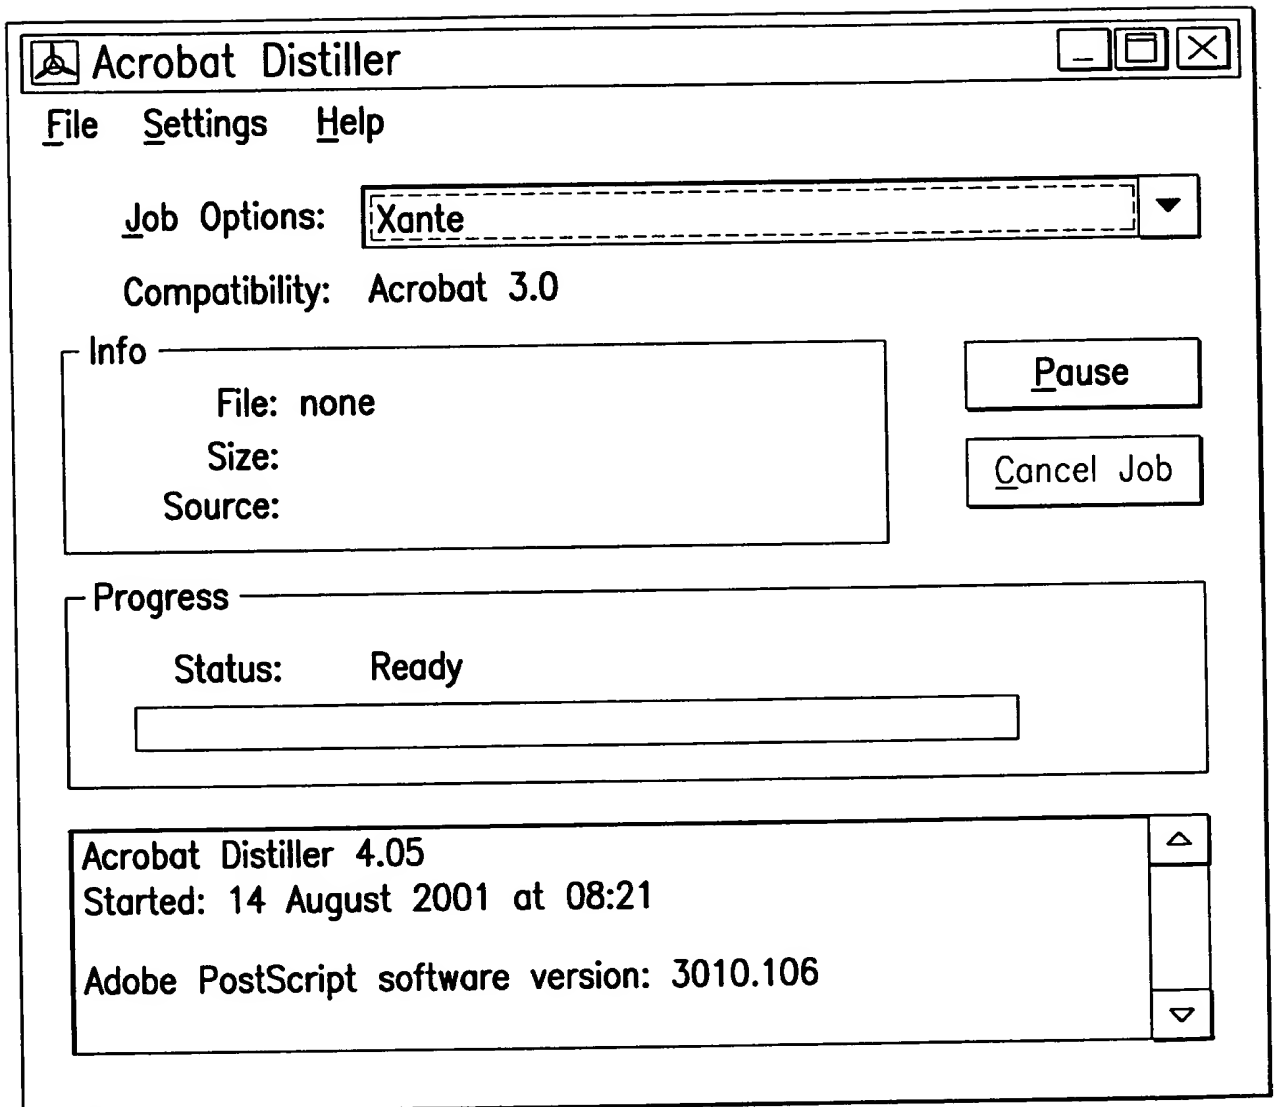 Acrobat Distiller
File Settings Help
Job Options: Xante
Compatibility: Acrobat 3.0
Info
File: none
Size:
Source:
Pause
Cancel Job
Progress
Status: Ready
Acrobat Distiller 4.05
Started: 14 August 2001 at 08:21
Adobe PostScript software version: 3010.106